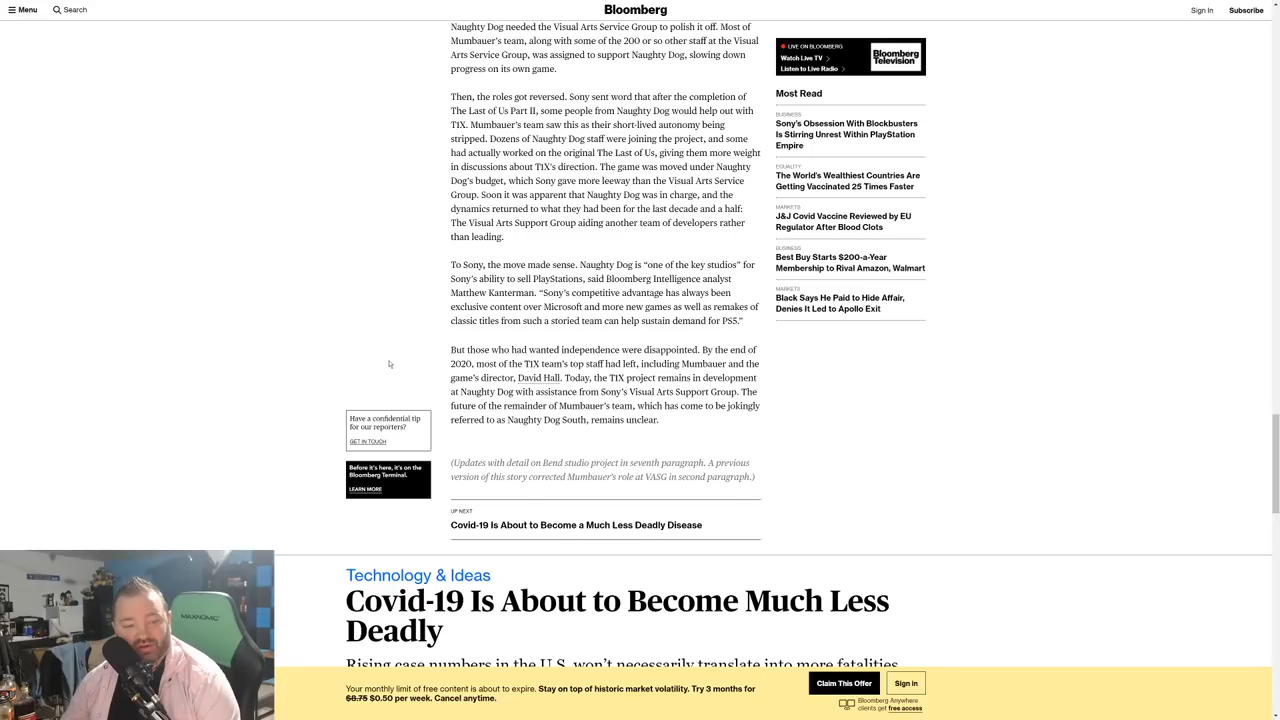 Menu
Search
Bloomberg
Sign In
Subscribe
Naughty Dog needed the Visual Arts Service Group to polish it off. Most of
Mumbauer's team, along with some of the 200 or so other staff at the Visual
Arts Service Group, was assigned to support Naughty Dog, slowing down
progress on its own game.
Then, the roles got reversed. Sony sent word that after the completion of
The Last of Us Part II, some people from Naughty Dog would help out with
T1X. Mumbauer's team saw this as their short-lived autonomy being
stripped. Dozens of Naughty Dog staff were joining the project, and some
had actually worked on the original The Last of Us, giving them more weight
in discussions about T1X's direction. The game was moved under Naughty
Dog's budget, which Sony gave more leeway than the Visual Arts Service
Group. Soon it was apparent that Naughty Dog was in charge, and the
dynamics returned to what they had been for the last decade and a half:
The Visual Arts Support Group aiding another team of developers rather
than leading.
To Sony, the move made sense. Naughty Dog is “one of the key studios” for
Sony's ability to sell PlayStations, said Bloomberg Intelligence analyst
Matthew Kanterman. “Sony's competitive advantage has always been
exclusive content over Microsoft and more new games as well as remakes of
classic titles from such a storied team can help sustain demand for PS5.”
But those who had wanted independence were disappointed. By the end of
2020, most of the T1X team's top staff had left, including Mumbauer and the
game's director, David Hall. Today, the T1X project remains in development
at Naughty Dog with assistance from Sony's Visual Arts Support Group. The
future of the remainder of Mumbauer's team, which has come to be jokingly
referred to as Naughty Dog South, remains unclear.
(Updates with detail on Bend studio project in seventh paragraph. A previous
version of this story corrected Mumbauer's role at VASG in second paragraph.)
UP NEXT
Covid-19 Is About to Become a Much Less Deadly Disease
LIVE ON BLOOMBERG
Watch Live TV
Listen to Live Radio
Bloomberg
Television
Most Read
BUSINESS
Sony's Obsession With Blockbusters
Is Stirring Unrest Within PlayStation
Empire
EQUALITY
The World's Wealthiest Countries Are
Getting Vaccinated 25 Times Faster
MARKETS
J&J Covid Vaccine Reviewed by EU
Regulator After Blood Clots
BUSINESS
Best Buy Starts $200-a-Year
Membership to Rival Amazon, Walmart
MARKETS
Black Says He Paid to Hide Affair,
Denies It Led to Apollo Exit
Have a confidential tip
for our reporters?
GET IN TOUCH
Before it's here, it's on the
Bloomberg Terminal.
LEARN MORE
Technology & Ideas
Covid-19 Is About to Become Much Less
Deadly
Rising case numbers in the U.S. won't necessarily translate into more fatalities
MAXNOMIC
Your monthly limit of free content is about to expire. Stay on top of historic market volatility. Try 3 months for
$8.75 $0.50 per week. Cancel anytime.
Claim This Offer
Sign in
Bloomberg Anywhere
clients get free access